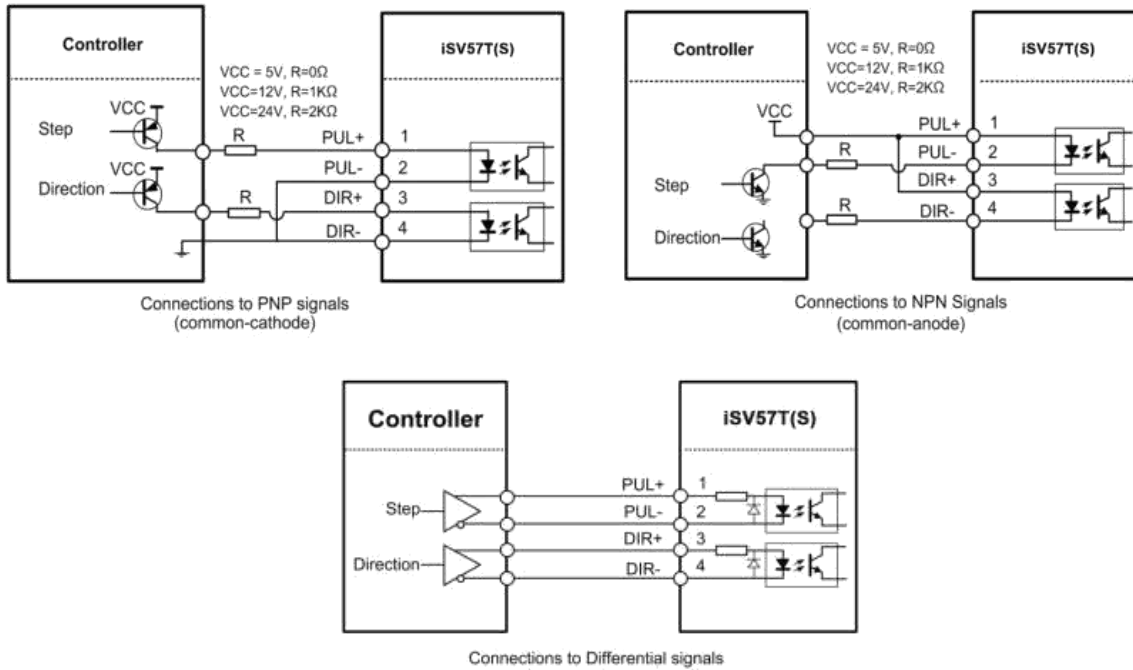 Controller
iSV57T(S)
VCC = 5V, R=0Ω
VCC=12V, R=1KΩ
VCC=24V, R=2KΩ
VCC
Step
R
PUL+
1
VCC
PUL-
2
Direction
R
DIR+
3
DIR-
4
Connections to PNP signals
(common-cathode)
Controller
iSV57T(S)
VCC = 5V, R=0Ω
VCC=12V, R=1KΩ
VCC=24V, R=2KΩ
VCC
PUL+
1
R
PUL-
2
Step
DIR+
3
R
DIR-
4
Direction
Connections to NPN Signals
(common-anode)
Controller
iSV57T(S)
PUL+
1
Step
PUL-
2
DIR+
3
Direction
DIR-
4
Connections to Differential signals